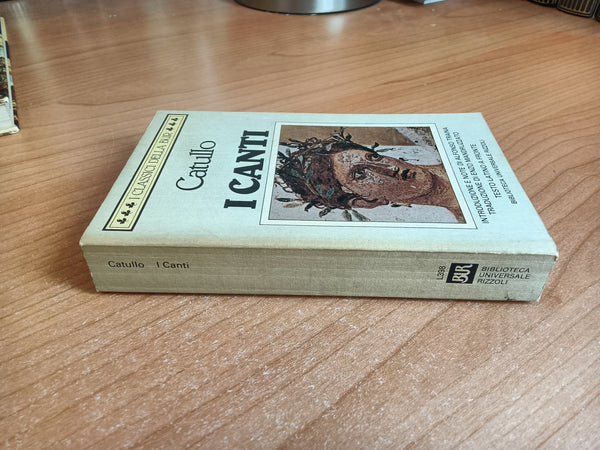 I CLASSICI DELLA BUR
Catullo
I CANTI
INTRODUZIONE E NOTE DI ALFONSO TRAINA
TRADUZIONE DI ENZO MANDRUZZATO
TESTO LATINO A FRONTE
BIBLIOTECA UNIVERSALE RIZZOLI
Catullo I Canti
L398
BUR
BIBLIOTECA
UNIVERSALE
RIZZOLI